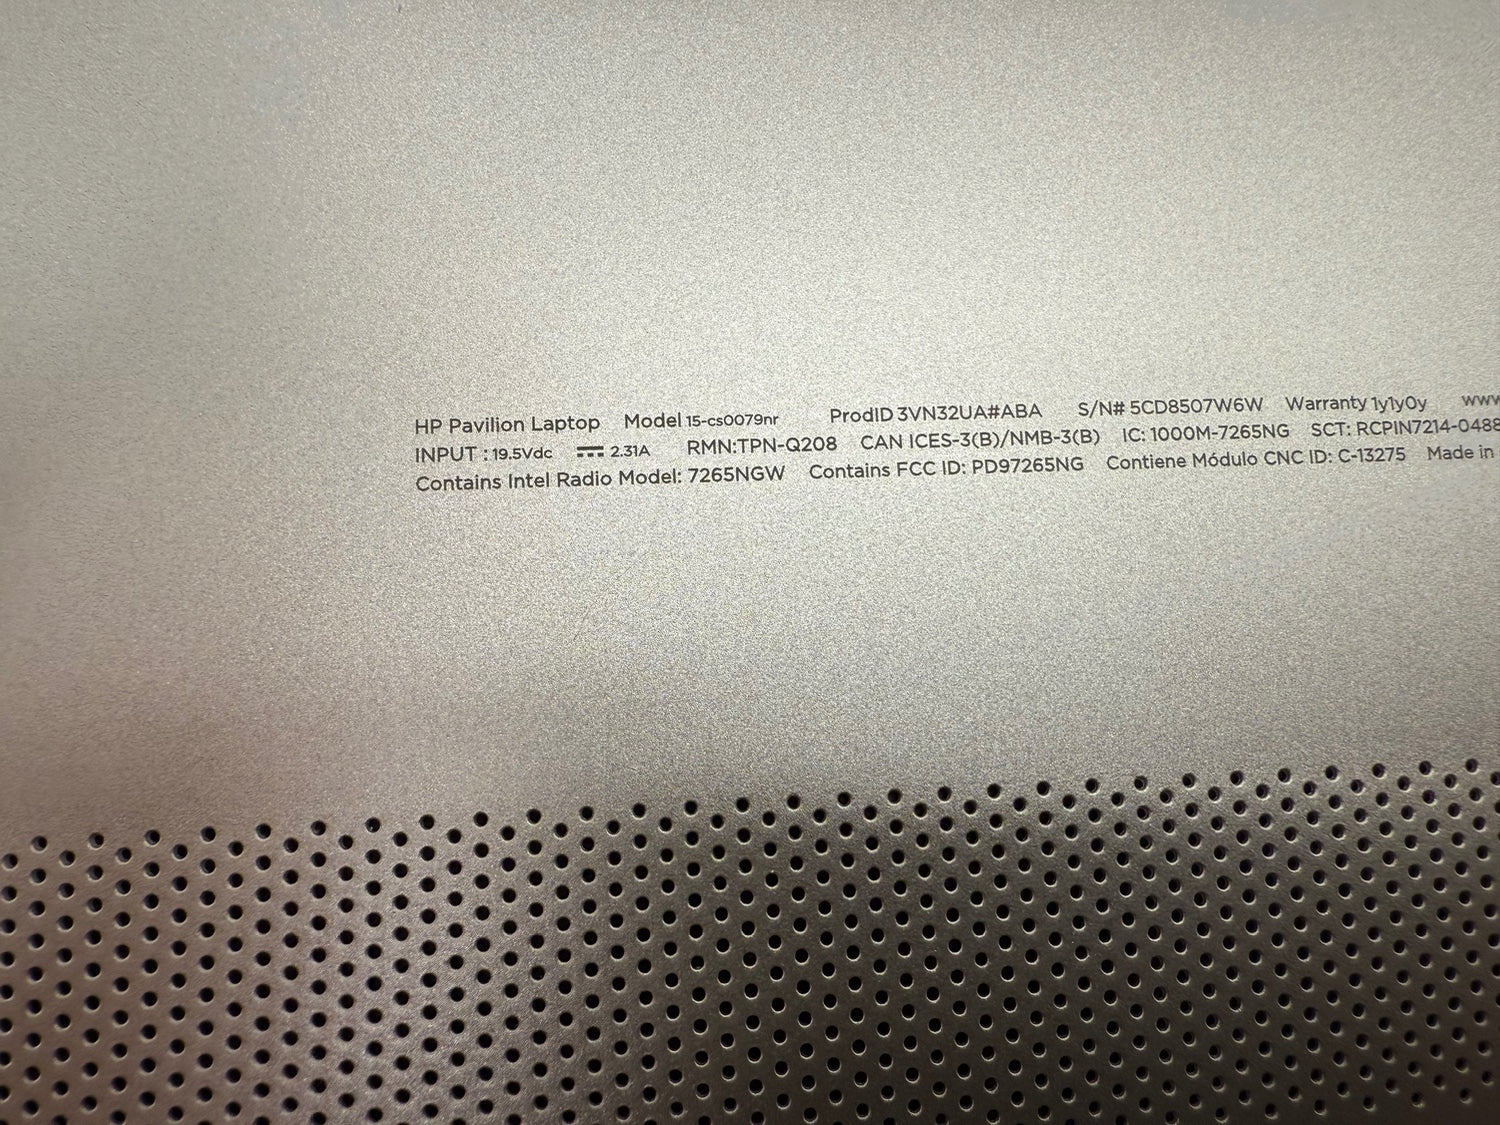 HP Pavilion Laptop Model 15-cs0079nr ProdID 3VN32UA#ABA S/N# 5CD8507W6W Warranty 1y1y0y www
INPUT : 19.5Vdc ⎓ 2.31A RMN:TPN-Q208 CAN ICES-3(B)/NMB-3(B) IC: 1000M-7265NG SCT: RCPIN7214-0488
Contains Intel Radio Model: 7265NGW Contains FCC ID: PD97265NG Contiene Módulo CNC ID: C-13275 Made in